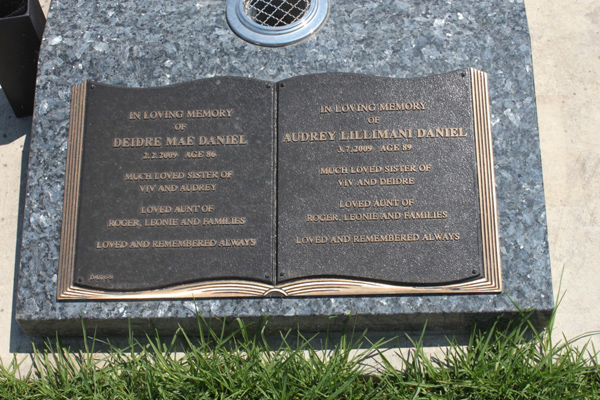 IN LOVING MEMORY
OF
DEIDRE MAE DANIEL
2.2.2009 AGE 86
MUCH LOVED SISTER OF
VIV AND AUDREY
LOVED AUNT OF
ROGER, LEONIE AND FAMILIES
LOVED AND REMEMBERED ALWAYS
IN LOVING MEMORY
OF
AUDREY LILLIMANI DANIEL
3.7.2009 AGE 89
MUCH LOVED SISTER OF
VIV AND DEIDRE
LOVED AUNT OF
ROGER, LEONIE AND FAMILIES
LOVED AND REMEMBERED ALWAYS